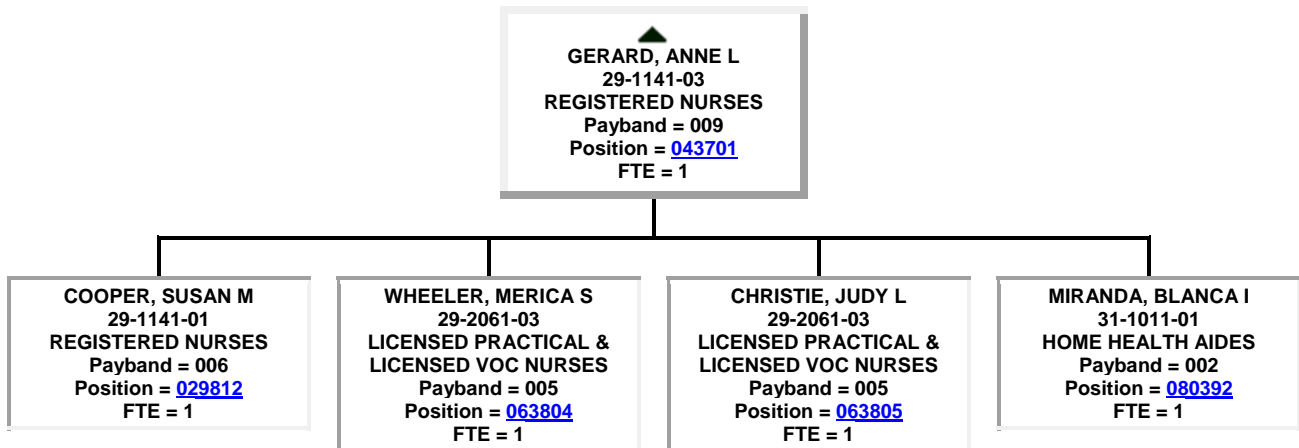 GERARD, ANNE L
29-1141-03
REGISTERED NURSES
Payband = 009
Position = 043701
FTE = 1
COOPER, SUSAN M
29-1141-01
REGISTERED NURSES
Payband = 006
Position = 029812
FTE = 1
WHEELER, MERICA S
29-2061-03
LICENSED PRACTICAL &
LICENSED VOC NURSES
Payband = 005
Position = 063804
FTE = 1
CHRISTIE, JUDY L
29-2061-03
LICENSED PRACTICAL &
LICENSED VOC NURSES
Payband = 005
Position = 063805
FTE = 1
MIRANDA, BLANCA I
31-1011-01
HOME HEALTH AIDES
Payband = 002
Position = 080392
FTE = 1